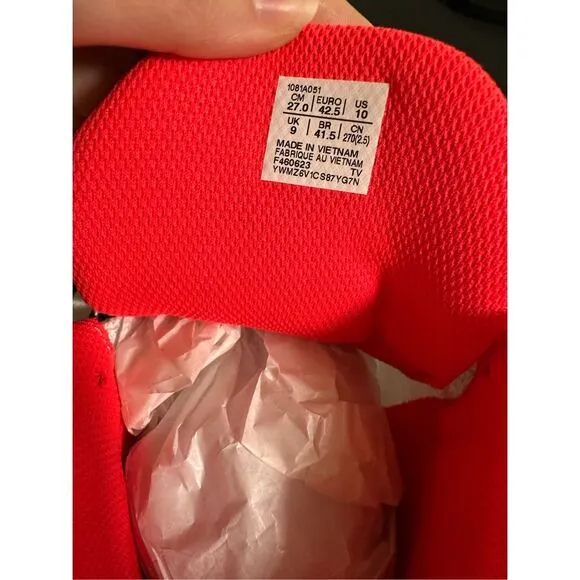 1081A051
CM 27.0 | EURO 42.5 | US 10
UK 9 | BR 41.5 | CN 270(2.5)
MADE IN VIETNAM
FABRIQUE AU VIETNAM
F460623 TV
YWMZ6V1CS87YG7N